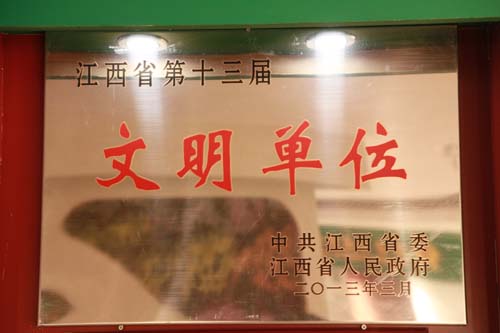 江西省第十三届
文明单位
中共江西省委
江西省人民政府
二〇一三年三月